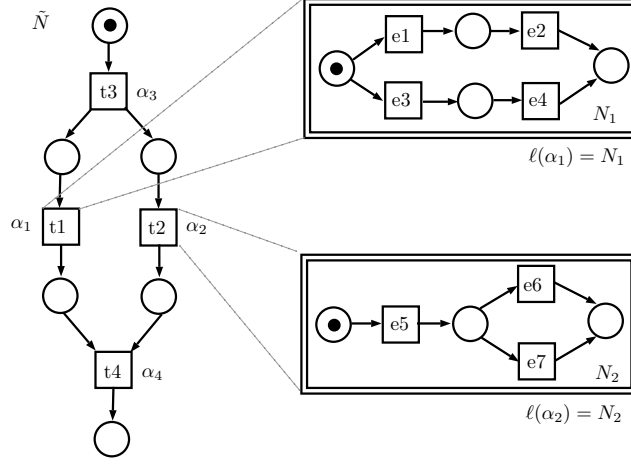 Ñ
t3 α₃
α₁ t1 t2 α₂
t4 α₄
e1 e2
e3 e4
N₁
ℓ(α₁) = N₁
e6
e5
e7
N₂
ℓ(α₂) = N₂